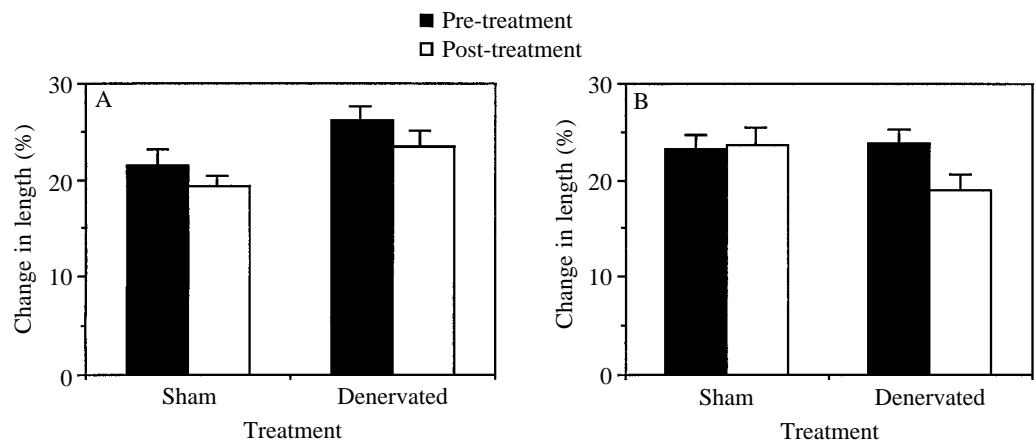 Pre-treatment
Post-treatment
A
Change in length (%)
30
20
10
0
Sham
Denervated
Treatment
B
Change in length (%)
30
20
10
0
Sham
Denervated
Treatment